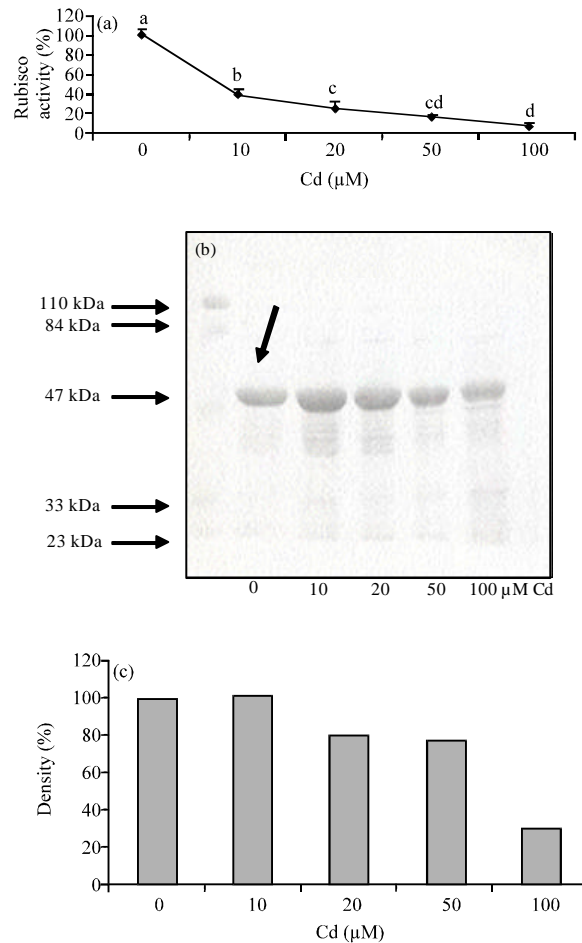 (a)
Rubisco
activity (%)
120
100
80
60
40
20
0
a
b
c
cd
d
0 10 20 50 100
Cd (µM)
(b)
110 kDa
84 kDa
47 kDa
33 kDa
23 kDa
0 10 20 50 100 µM Cd
(c)
Density (%)
120
100
80
60
40
20
0
0 10 20 50 100
Cd (µM)